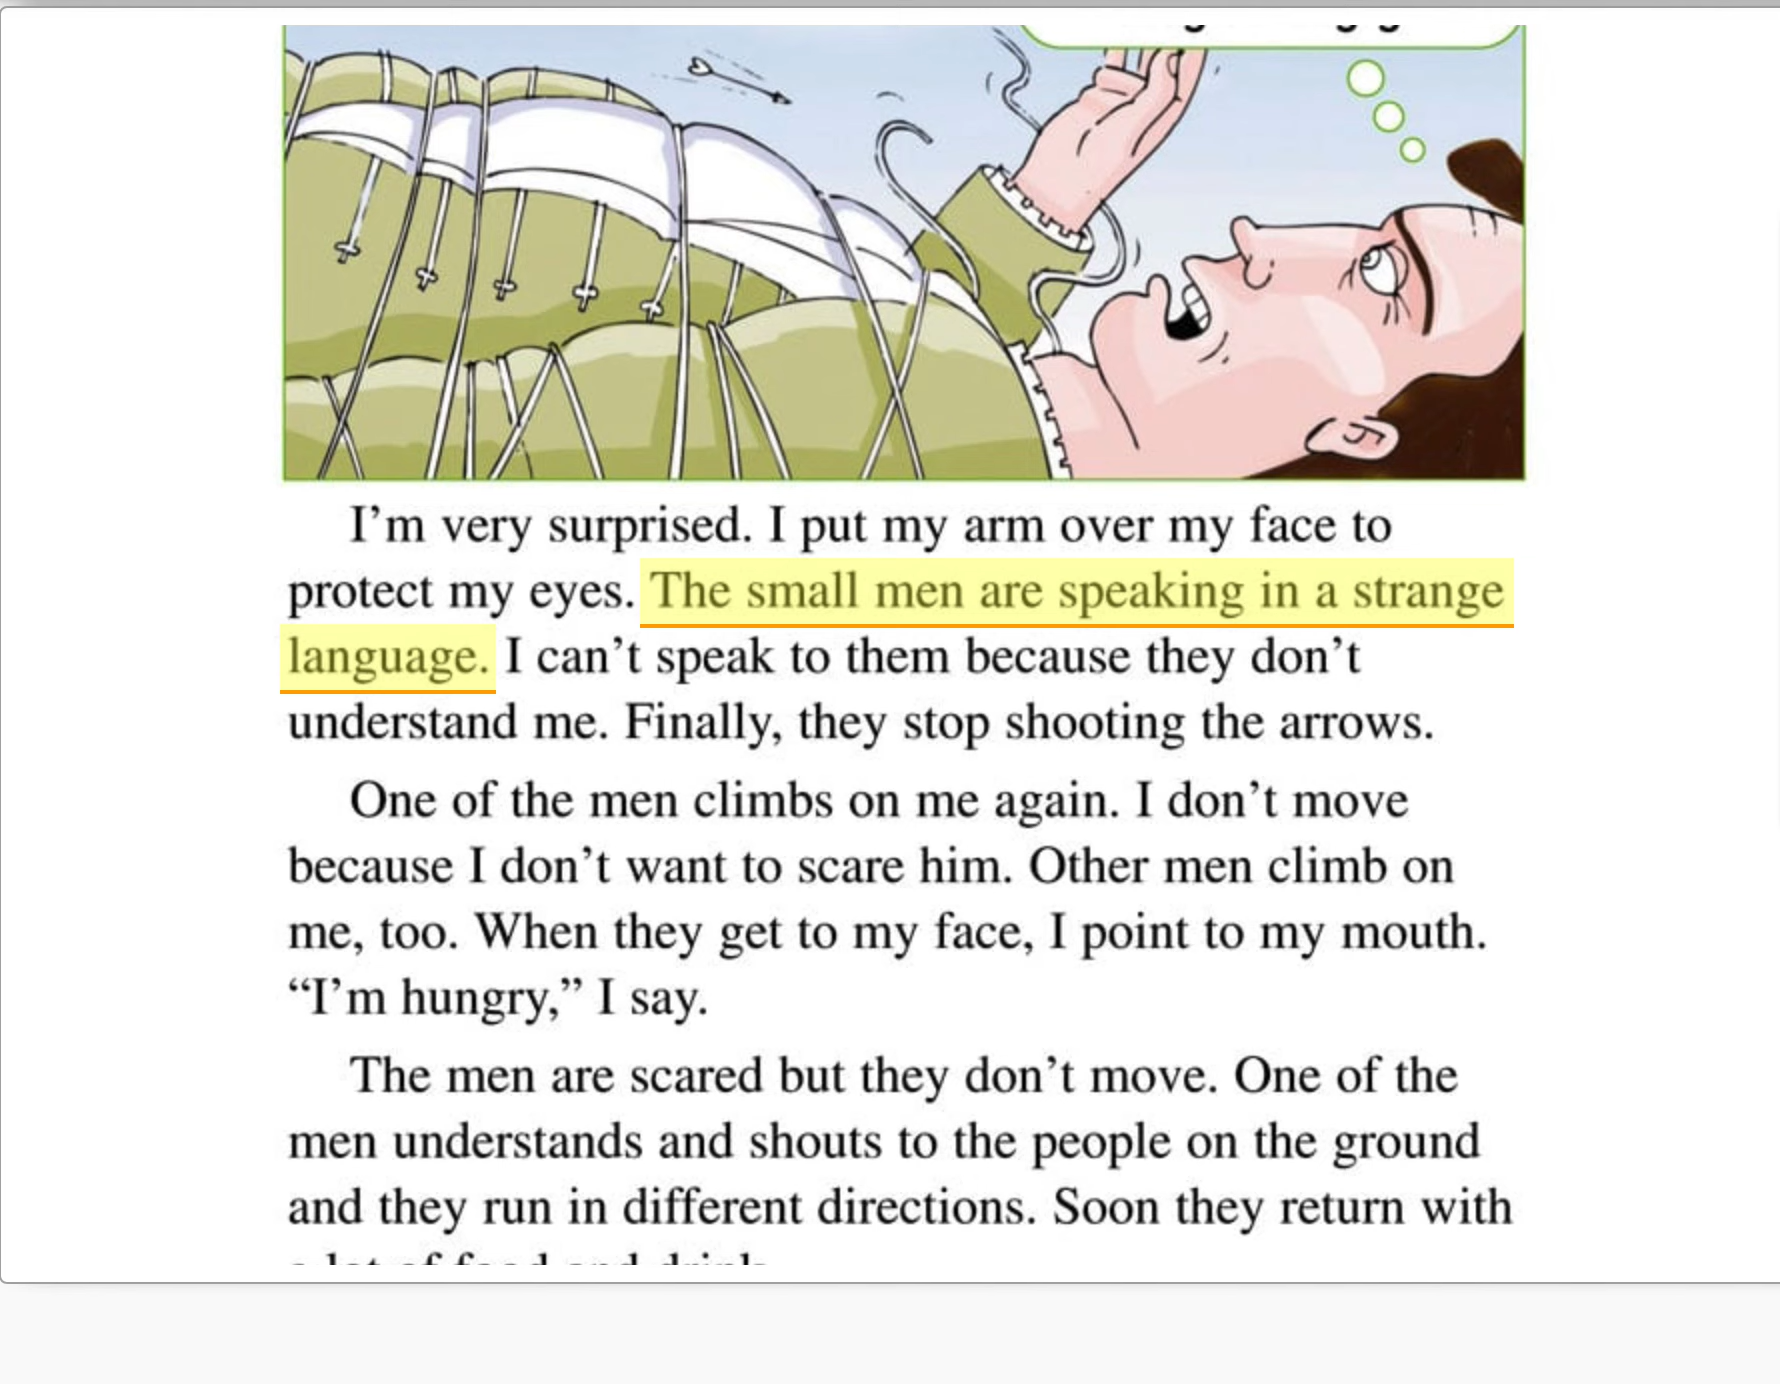 I’m very surprised. I put my arm over my face to
protect my eyes. The small men are speaking in a strange
language. I can’t speak to them because they don’t
understand me. Finally, they stop shooting the arrows.
One of the men climbs on me again. I don’t move
because I don’t want to scare him. Other men climb on
me, too. When they get to my face, I point to my mouth.
“I’m hungry,” I say.
The men are scared but they don’t move. One of the
men understands and shouts to the people on the ground
and they run in different directions. Soon they return with
a lot of food and drink.